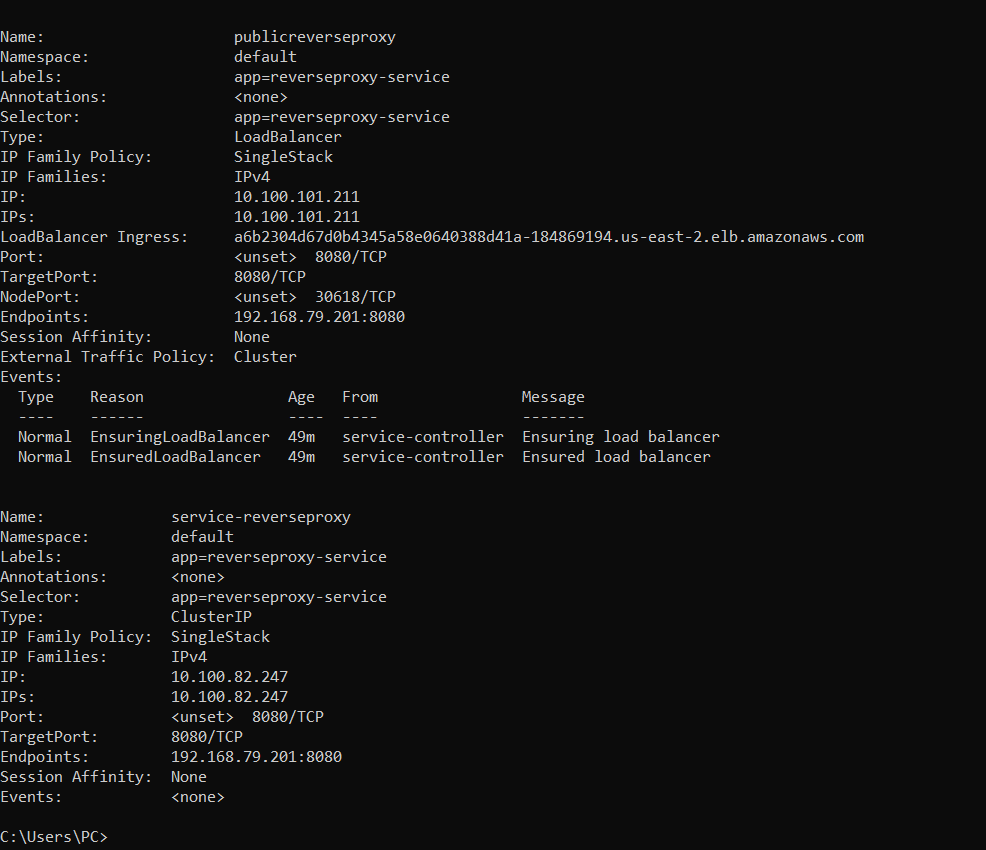 Name:                     publicreverseproxy
Namespace:                default
Labels:                   app=reverseproxy-service
Annotations:              <none>
Selector:                 app=reverseproxy-service
Type:                     LoadBalancer
IP Family Policy:         SingleStack
IP Families:              IPv4
IP:                       10.100.101.211
IPs:                      10.100.101.211
LoadBalancer Ingress:     a6b2304d67d0b4345a58e0640388d41a-184869194.us-east-2.elb.amazonaws.com
Port:                     <unset>  8080/TCP
TargetPort:               8080/TCP
NodePort:                 <unset>  30618/TCP
Endpoints:                192.168.79.201:8080
Session Affinity:         None
External Traffic Policy:  Cluster
Events:
  Type    Reason                Age   From                Message
  ----    ------                ----  ----                -------
  Normal  EnsuringLoadBalancer  49m   service-controller  Ensuring load balancer
  Normal  EnsuredLoadBalancer   49m   service-controller  Ensured load balancer
Name:              service-reverseproxy
Namespace:         default
Labels:            app=reverseproxy-service
Annotations:       <none>
Selector:          app=reverseproxy-service
Type:              ClusterIP
IP Family Policy:  SingleStack
IP Families:       IPv4
IP:                10.100.82.247
IPs:               10.100.82.247
Port:              <unset>  8080/TCP
TargetPort:        8080/TCP
Endpoints:         192.168.79.201:8080
Session Affinity:  None
Events:            <none>
C:\Users\PC>